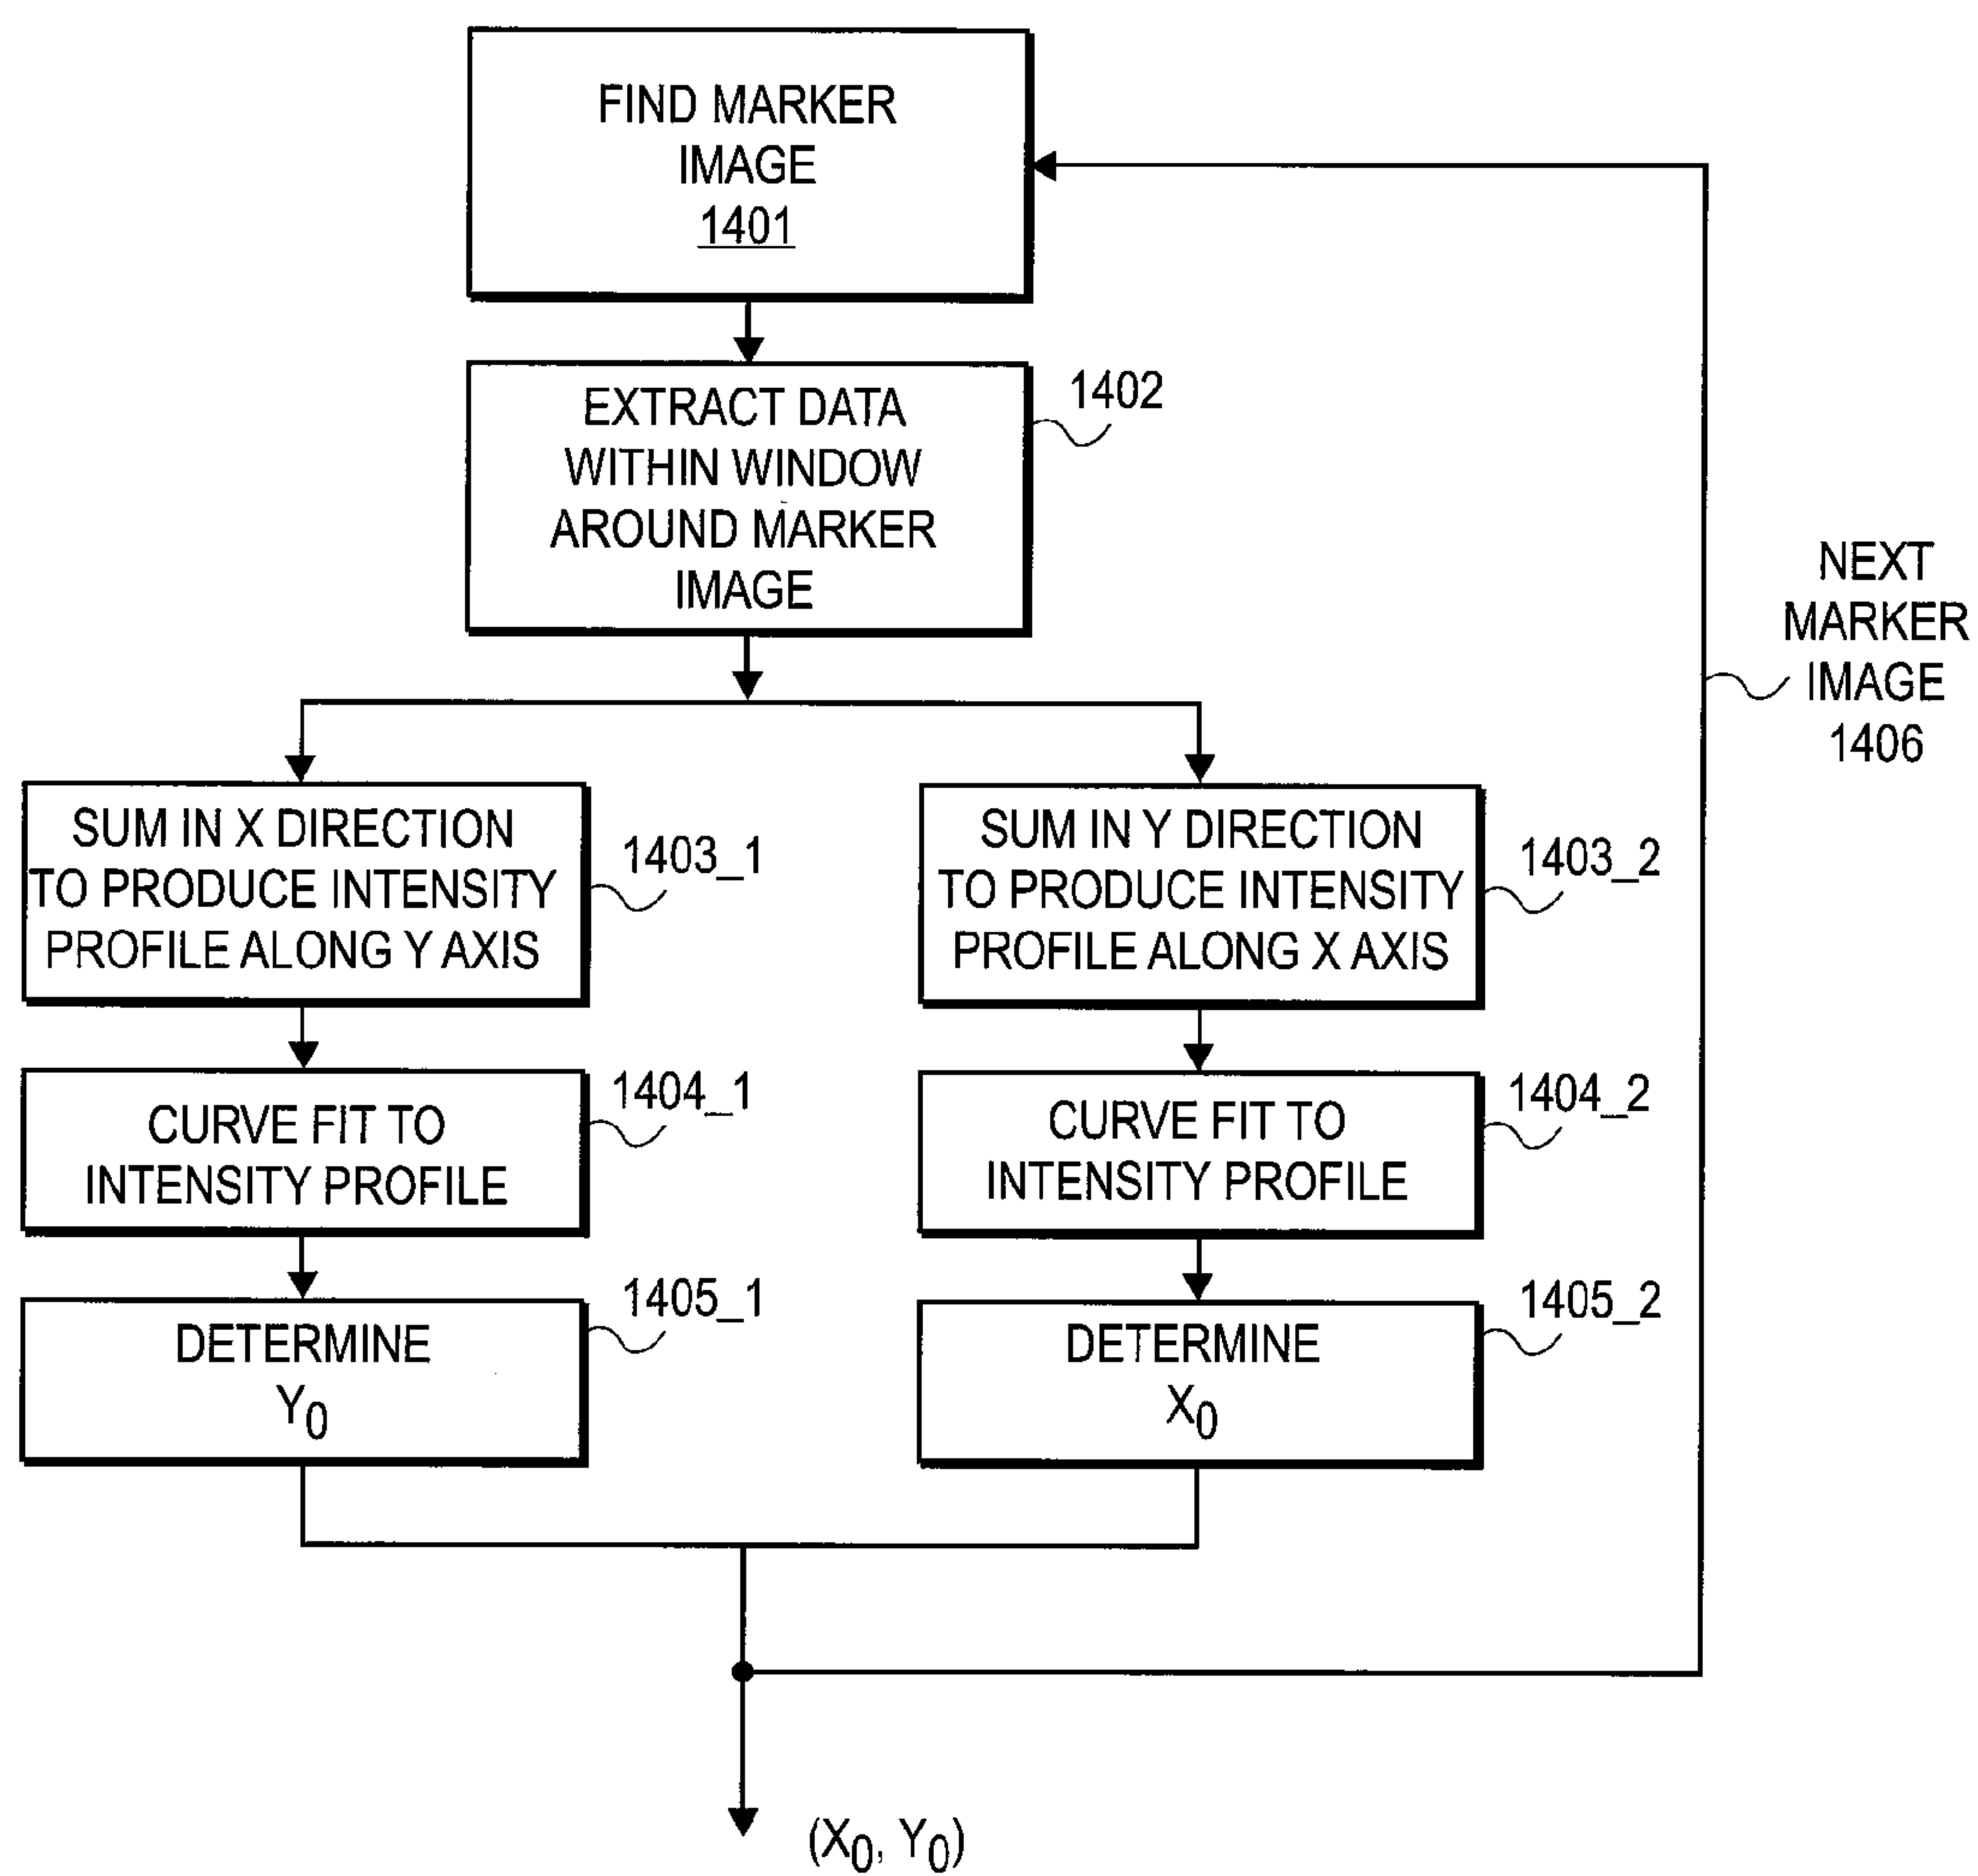 FIND MARKER
IMAGE
1401
EXTRACT DATA
WITHIN WINDOW
AROUND MARKER
IMAGE
1402
NEXT
MARKER
IMAGE
1406
SUM IN X DIRECTION
TO PRODUCE INTENSITY
PROFILE ALONG Y AXIS
1403_1
SUM IN Y DIRECTION
TO PRODUCE INTENSITY
PROFILE ALONG X AXIS
1403_2
CURVE FIT TO
INTENSITY PROFILE
1404_1
CURVE FIT TO
INTENSITY PROFILE
1404_2
DETERMINE
Y₀
1405_1
DETERMINE
X₀
1405_2
(X₀, Y₀)